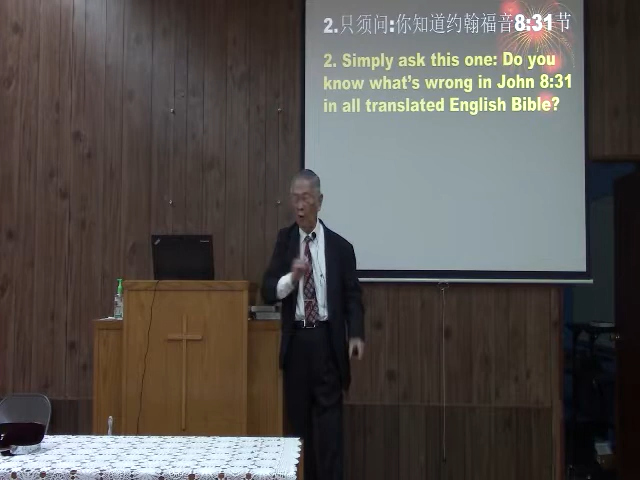 2.只须问:你知道约翰福音8:31节
2. Simply ask this one: Do you
know what's wrong in John 8:31
in all translated English Bible?